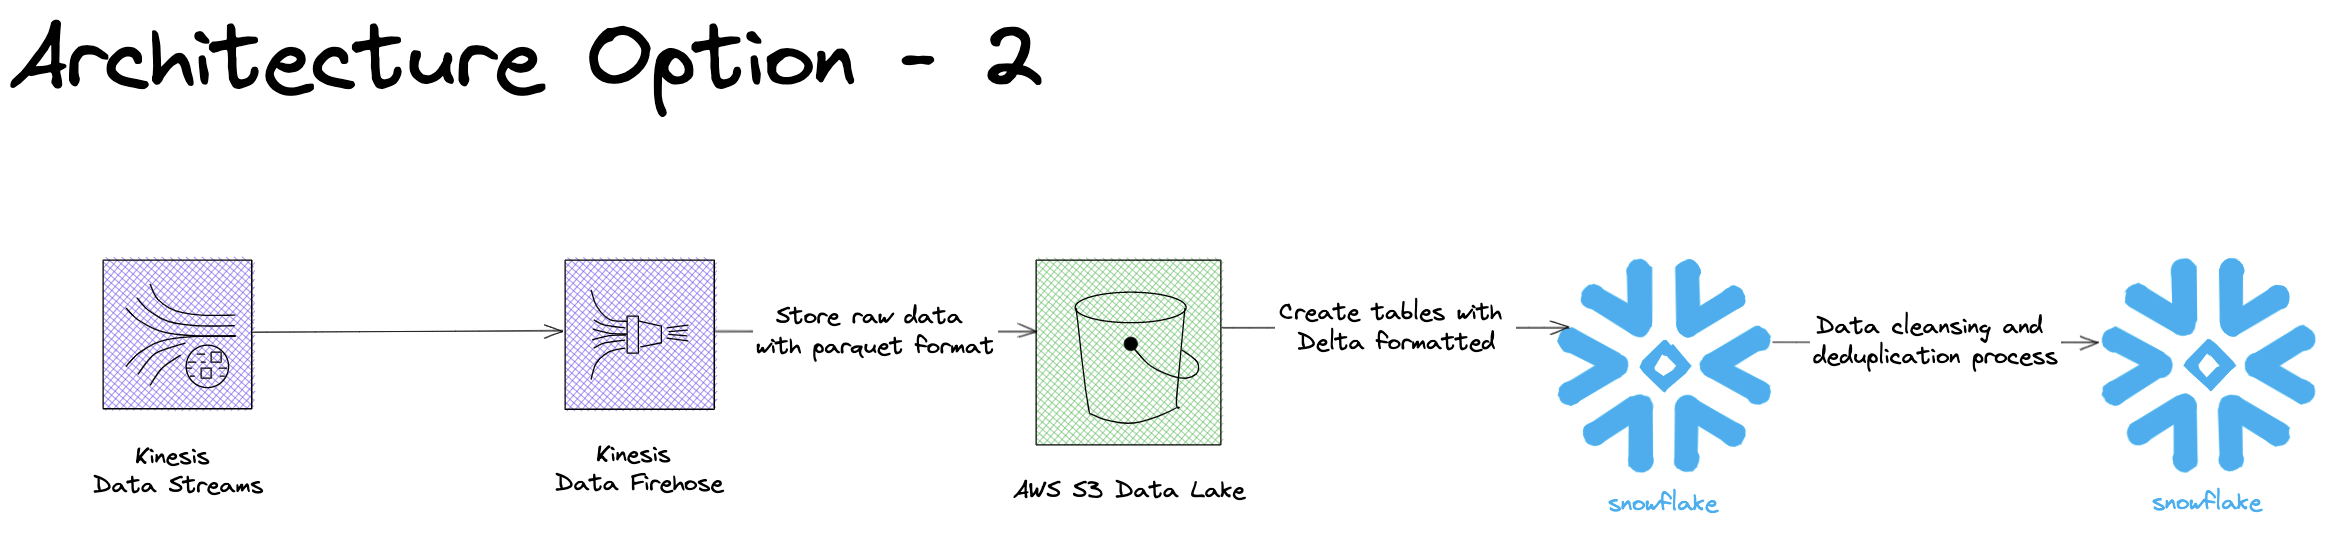 Architecture Option - 2
Store raw data
with parquet format
Create tables with
Delta formatted
Data cleansing and
deduplication process
Kinesis
Data Streams
Kinesis
Data Firehose
AWS S3 Data Lake
snowflake
snowflake